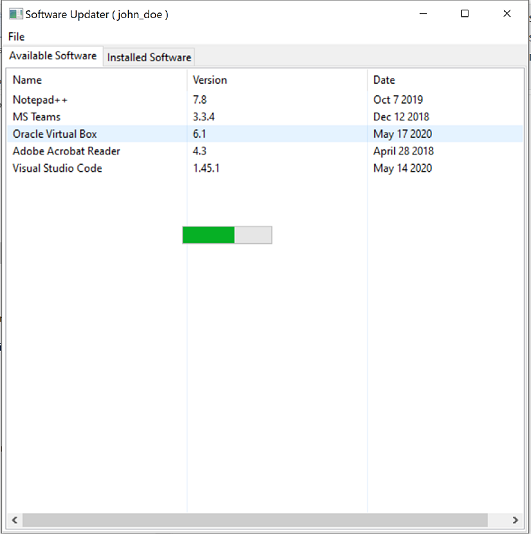 Software Updater ( john_doe )
File
Available Software Installed Software
Name Version Date
Notepad++ 7.8 Oct 7 2019
MS Teams 3.3.4 Dec 12 2018
Oracle Virtual Box 6.1 May 17 2020
Adobe Acrobat Reader 4.3 April 28 2018
Visual Studio Code 1.45.1 May 14 2020